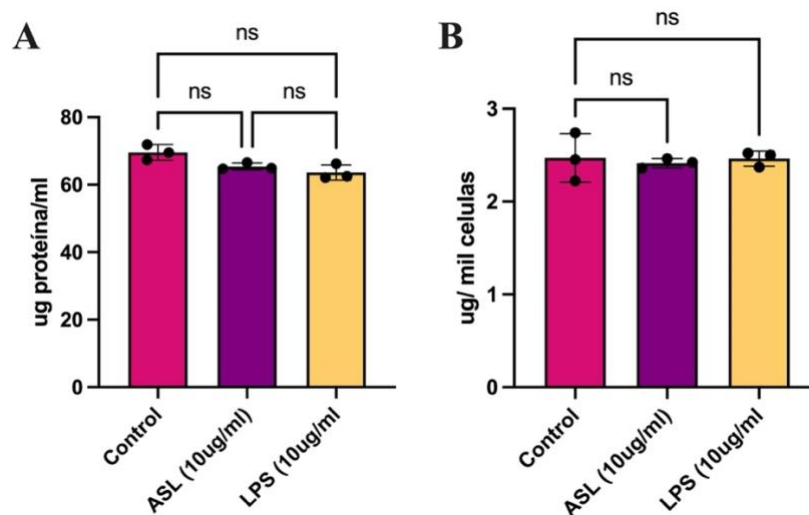 A
ns
ns
ns
ug proteína/ml
80
60
40
20
0
Control
ASL (10ug/ml)
LPS (10ug/ml
B
ns
ns
ug/ mil celulas
3
2
1
0
Control
ASL (10ug/ml)
LPS (10ug/ml